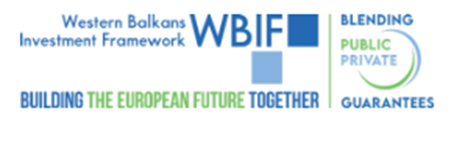 Western Balkans
Investment Framework
WBIF
BUILDING THE EUROPEAN FUTURE TOGETHER
BLENDING
PUBLIC
PRIVATE
GUARANTEES